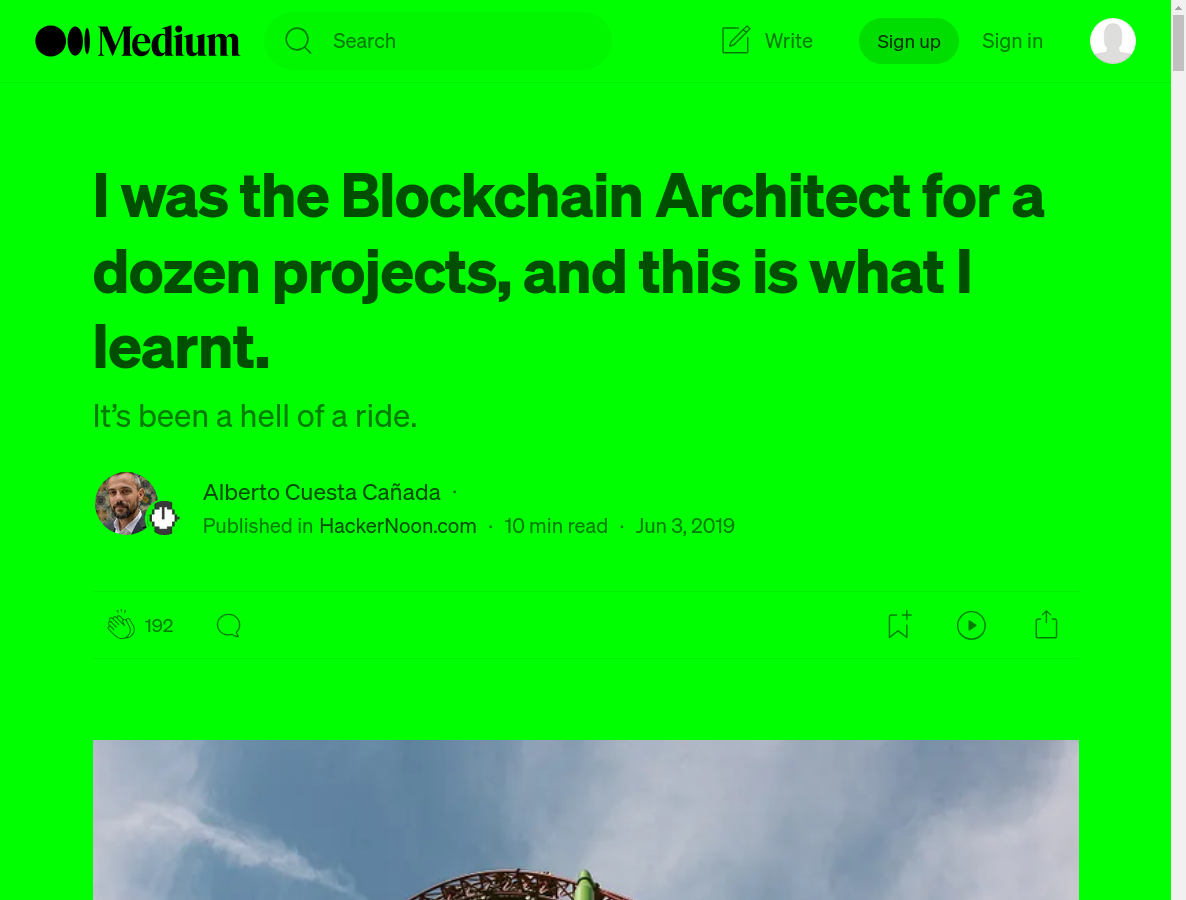 Medium
Search
Write
Sign up
Sign in
I was the Blockchain Architect for a
dozen projects, and this is what I
learnt.
It’s been a hell of a ride.
Alberto Cuesta Cañada ·
Published in HackerNoon.com · 10 min read · Jun 3, 2019
192